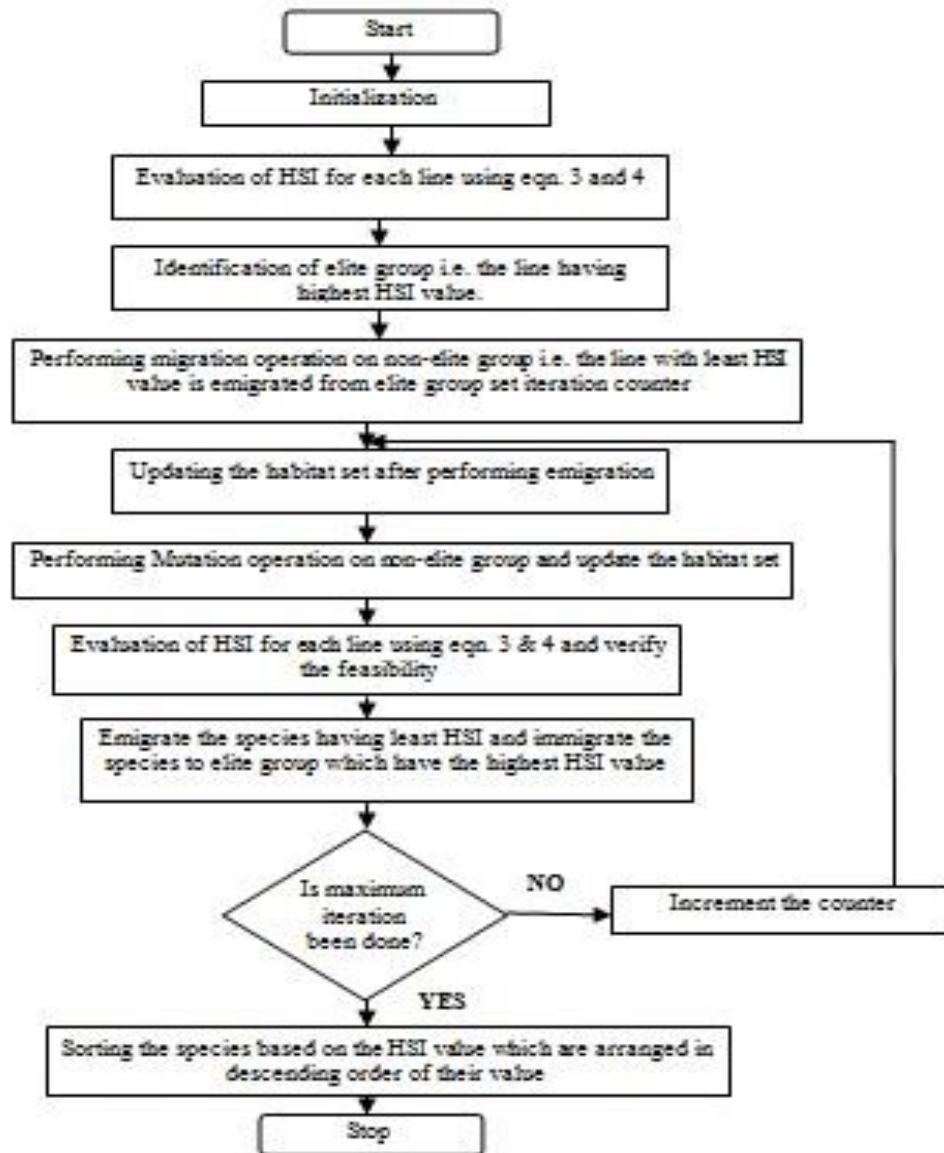 Start
Initialization
Evaluation of HSI for each line using eqn. 3 and 4
Identification of elite group i.e. the line having
highest HSI value.
Performing migration operation on non-elite group i.e. the line with least HSI
value is emigrated from elite group set iteration counter
Updating the habitat set after performing emigration
Performing Mutation operation on non-elite group and update the habitat set
Evaluation of HSI for each line using eqn. 3 & 4 and verify
the feasibility
Emigrate the species having least HSI and immigrate the
species to elite group which have the highest HSI value
Is maximum
iteration
been done?
NO
Increment the counter
YES
Sorting the species based on the HSI value which are arranged in
descending order of their value
Stop